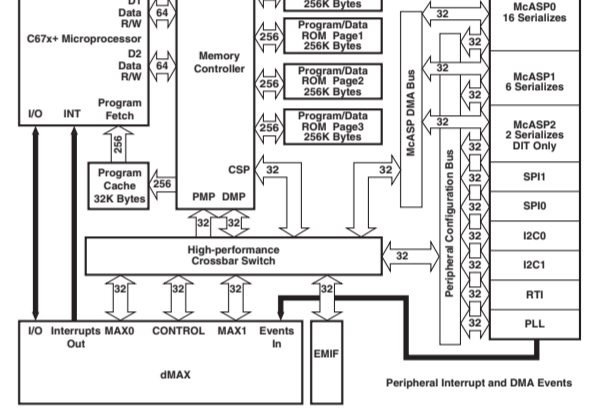 D1
Data
R/W
64
C67x+ Microprocessor
D2
Data
R/W
64
I/O
INT
Program
Fetch
256
Program
Cache
32K Bytes
256
Memory
Controller
CSP
32
PMP
DMP
32
32
256K Bytes
256
Program/Data
ROM Page1
256K Bytes
256
Program/Data
ROM Page2
256K Bytes
256
Program/Data
ROM Page3
256K Bytes
32
McASP DMA Bus
32
32
32
Peripheral Configuration Bus
32
32
32
32
32
32
32
32
32
McASP0
16 Serializes
McASP1
6 Serializes
McASP2
2 Serializes
DIT Only
SPI1
SPI0
I2C0
I2C1
RTI
PLL
High-performance
Crossbar Switch
32
32
32
32
32
I/O
Interrupts
Out
MAX0
CONTROL
MAX1
Events
In
dMAX
EMIF
Peripheral Interrupt and DMA Events